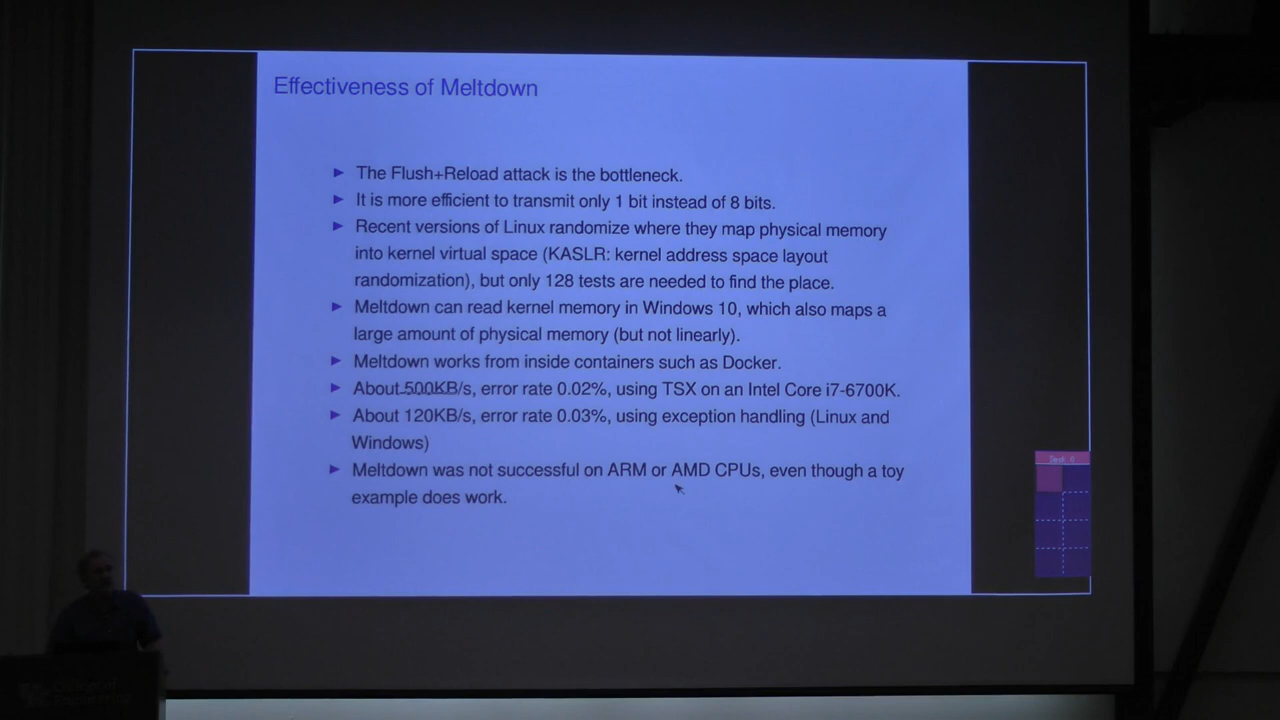 Effectiveness of Meltdown
► The Flush+Reload attack is the bottleneck.
► It is more efficient to transmit only 1 bit instead of 8 bits.
► Recent versions of Linux randomize where they map physical memory
into kernel virtual space (KASLR: kernel address space layout
randomization), but only 128 tests are needed to find the place.
► Meltdown can read kernel memory in Windows 10, which also maps a
large amount of physical memory (but not linearly).
► Meltdown works from inside containers such as Docker.
► About 500KB/s, error rate 0.02%, using TSX on an Intel Core i7-6700K.
► About 120KB/s, error rate 0.03%, using exception handling (Linux and
Windows)
► Meltdown was not successful on ARM or AMD CPUs, even though a toy
example does work.